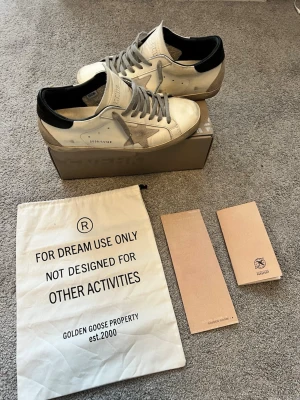 ®
FOR DREAM USE ONLY
NOT DESIGNED FOR
OTHER ACTIVITIES
GOLDEN GOOSE PROPERTY
est.2000